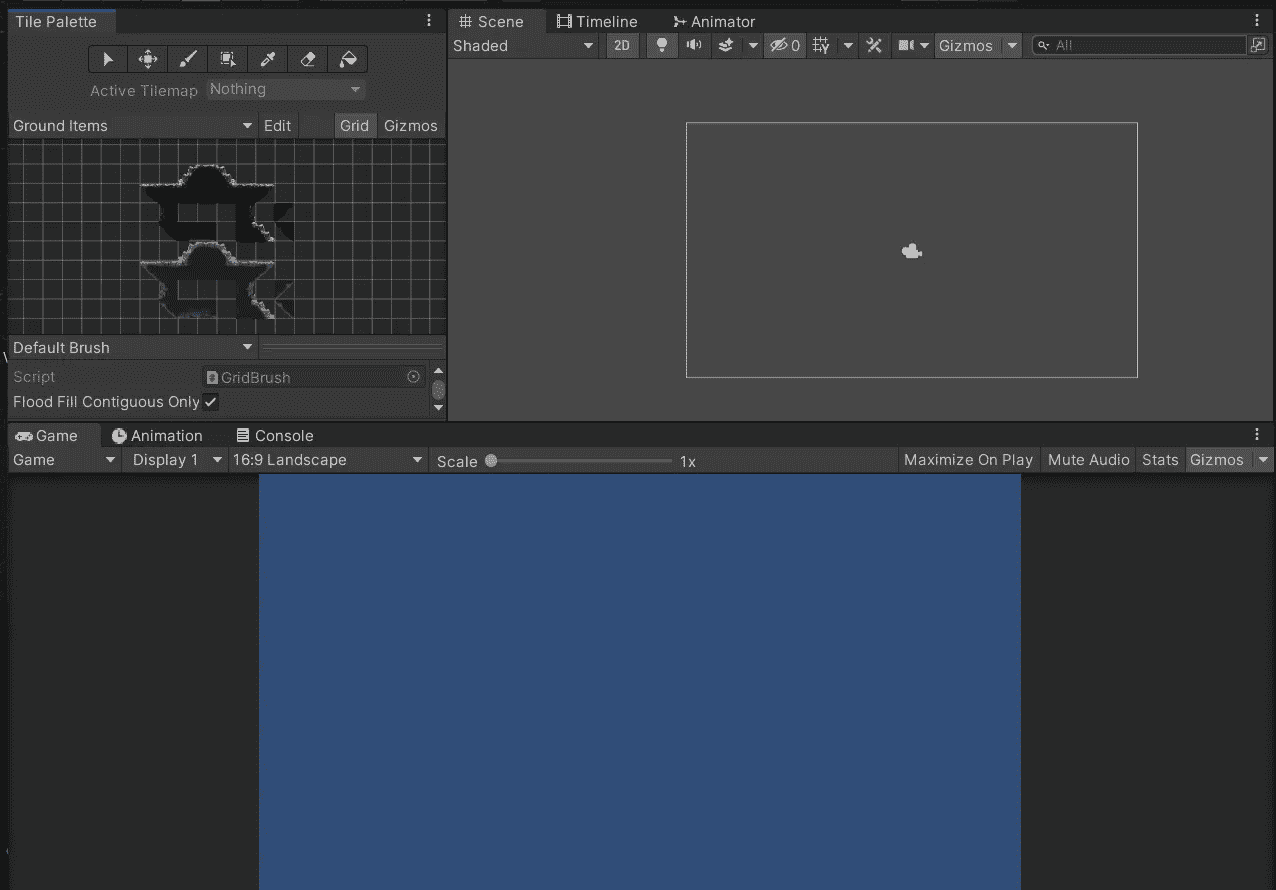 Tile Palette
Active Tilemap Nothing
Ground Items Edit Grid Gizmos
Default Brush
Script GridBrush
Flood Fill Contiguous Only
Scene Timeline Animator
Shaded 2D 0 Gizmos All
Game Animation Console
Game Display 1 16:9 Landscape Scale 1x Maximize On Play Mute Audio Stats Gizmos